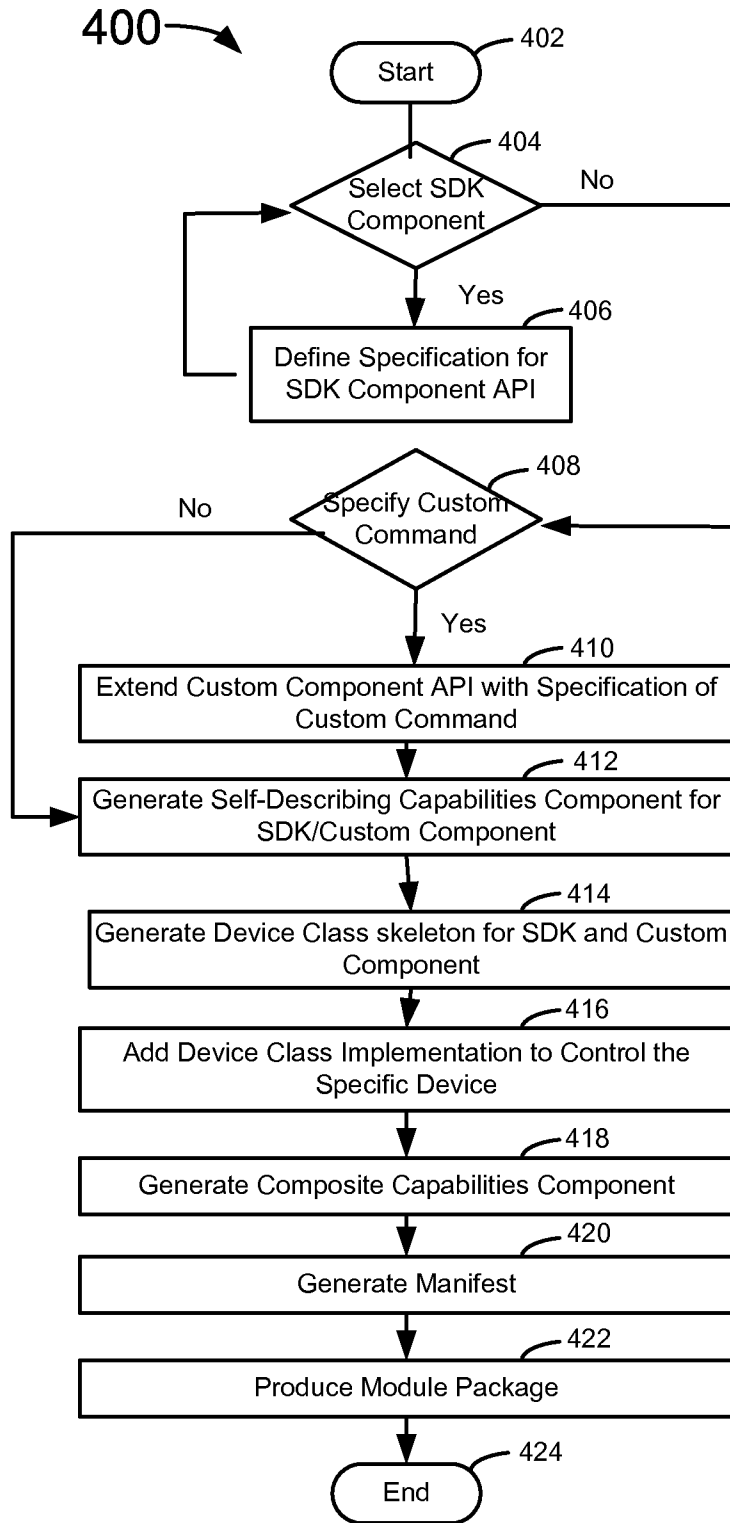 400
402
Start
404
Select SDK
Component
No
Yes
406
Define Specification for
SDK Component API
408
Specify Custom
Command
No
Yes
410
Extend Custom Component API with Specification of
Custom Command
412
Generate Self-Describing Capabilities Component for
SDK/Custom Component
414
Generate Device Class skeleton for SDK and Custom
Component
416
Add Device Class Implementation to Control the
Specific Device
418
Generate Composite Capabilities Component
420
Generate Manifest
422
Produce Module Package
424
End